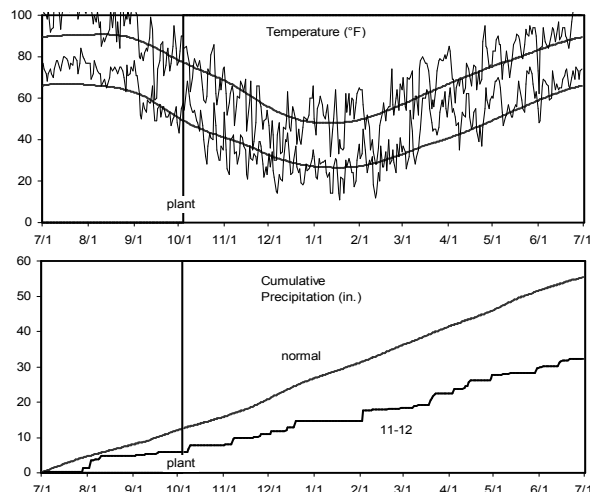 100
Temperature (°F)
80
60
40
20
plant
0
7/1 8/1 9/1 10/1 11/1 12/1 1/1 2/1 3/1 4/1 5/1 6/1 7/1
60
Cumulative
Precipitation (in.)
50
40
normal
30
20
11-12
10
plant
0
7/1 8/1 9/1 10/1 11/1 12/1 1/1 2/1 3/1 4/1 5/1 6/1 7/1